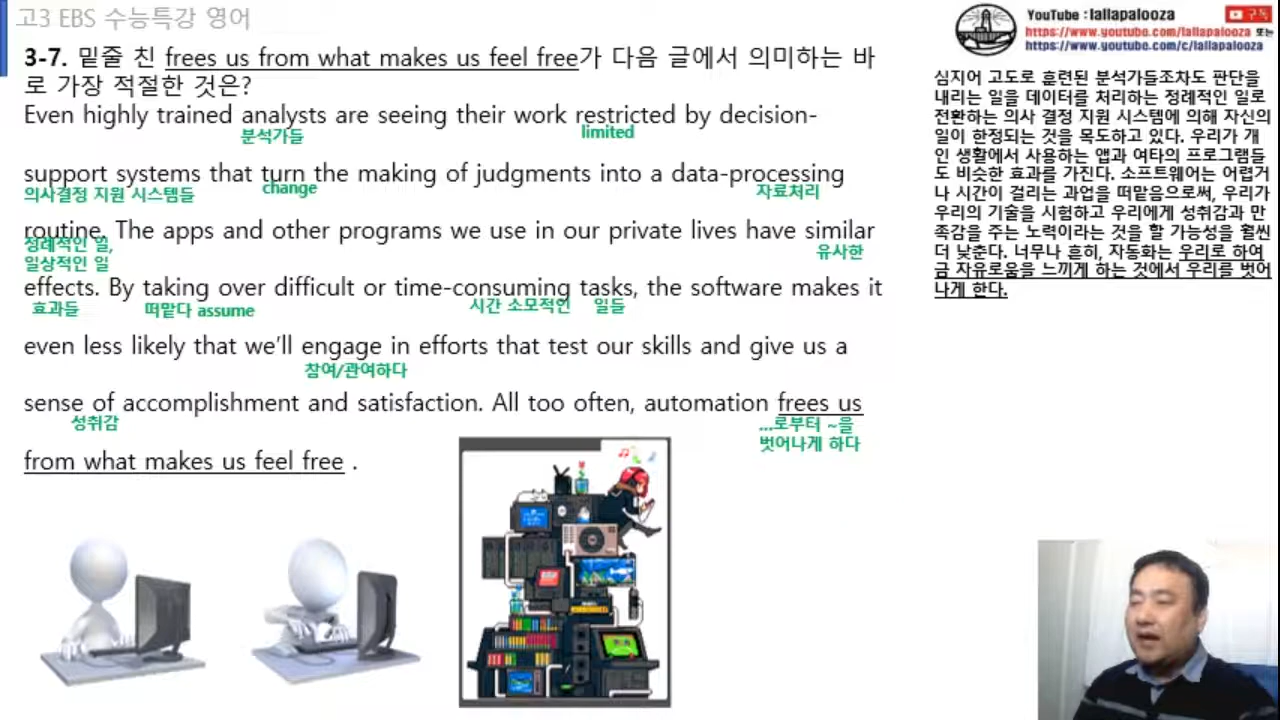 고3 EBS 수능특강 영어
YouTube : lallapalooza
구독
https://www.youtube.com/lallapalooza 또는
https://www.youtube.com/c/lallapalooza
3-7. 밑줄 친 frees us from what makes us feel free가 다음 글에서 의미하는 바
로 가장 적절한 것은?
Even highly trained analysts are seeing their work restricted by decision-
분석가들
limited
support systems that turn the making of judgments into a data-processing
의사결정 지원 시스템들
change
자료처리
routine. The apps and other programs we use in our private lives have similar
정례적인 일,
일상적인 일
유사한
effects. By taking over difficult or time-consuming tasks, the software makes it
효과들
떠맡다 assume
시간 소모적인
일들
even less likely that we'll engage in efforts that test our skills and give us a
참여/관여하다
sense of accomplishment and satisfaction. All too often, automation frees us
성취감
...로부터 ~을
벗어나게 하다
from what makes us feel free .
심지어 고도로 훈련된 분석가들조차도 판단을
내리는 일을 데이터를 처리하는 정례적인 일로
전환하는 의사 결정 지원 시스템에 의해 자신의
일이 한정되는 것을 목도하고 있다. 우리가 개
인 생활에서 사용하는 앱과 여타의 프로그램들
도 비슷한 효과를 가진다. 소프트웨어는 어렵거
나 시간이 걸리는 과업을 떠맡음으로써, 우리가
우리의 기술을 시험하고 우리에게 성취감과 만
족감을 주는 노력이라는 것을 할 가능성을 훨씬
더 낮춘다. 너무나 흔히, 자동화는 우리로 하여
금 자유로움을 느끼게 하는 것에서 우리를 벗어
나게 한다.